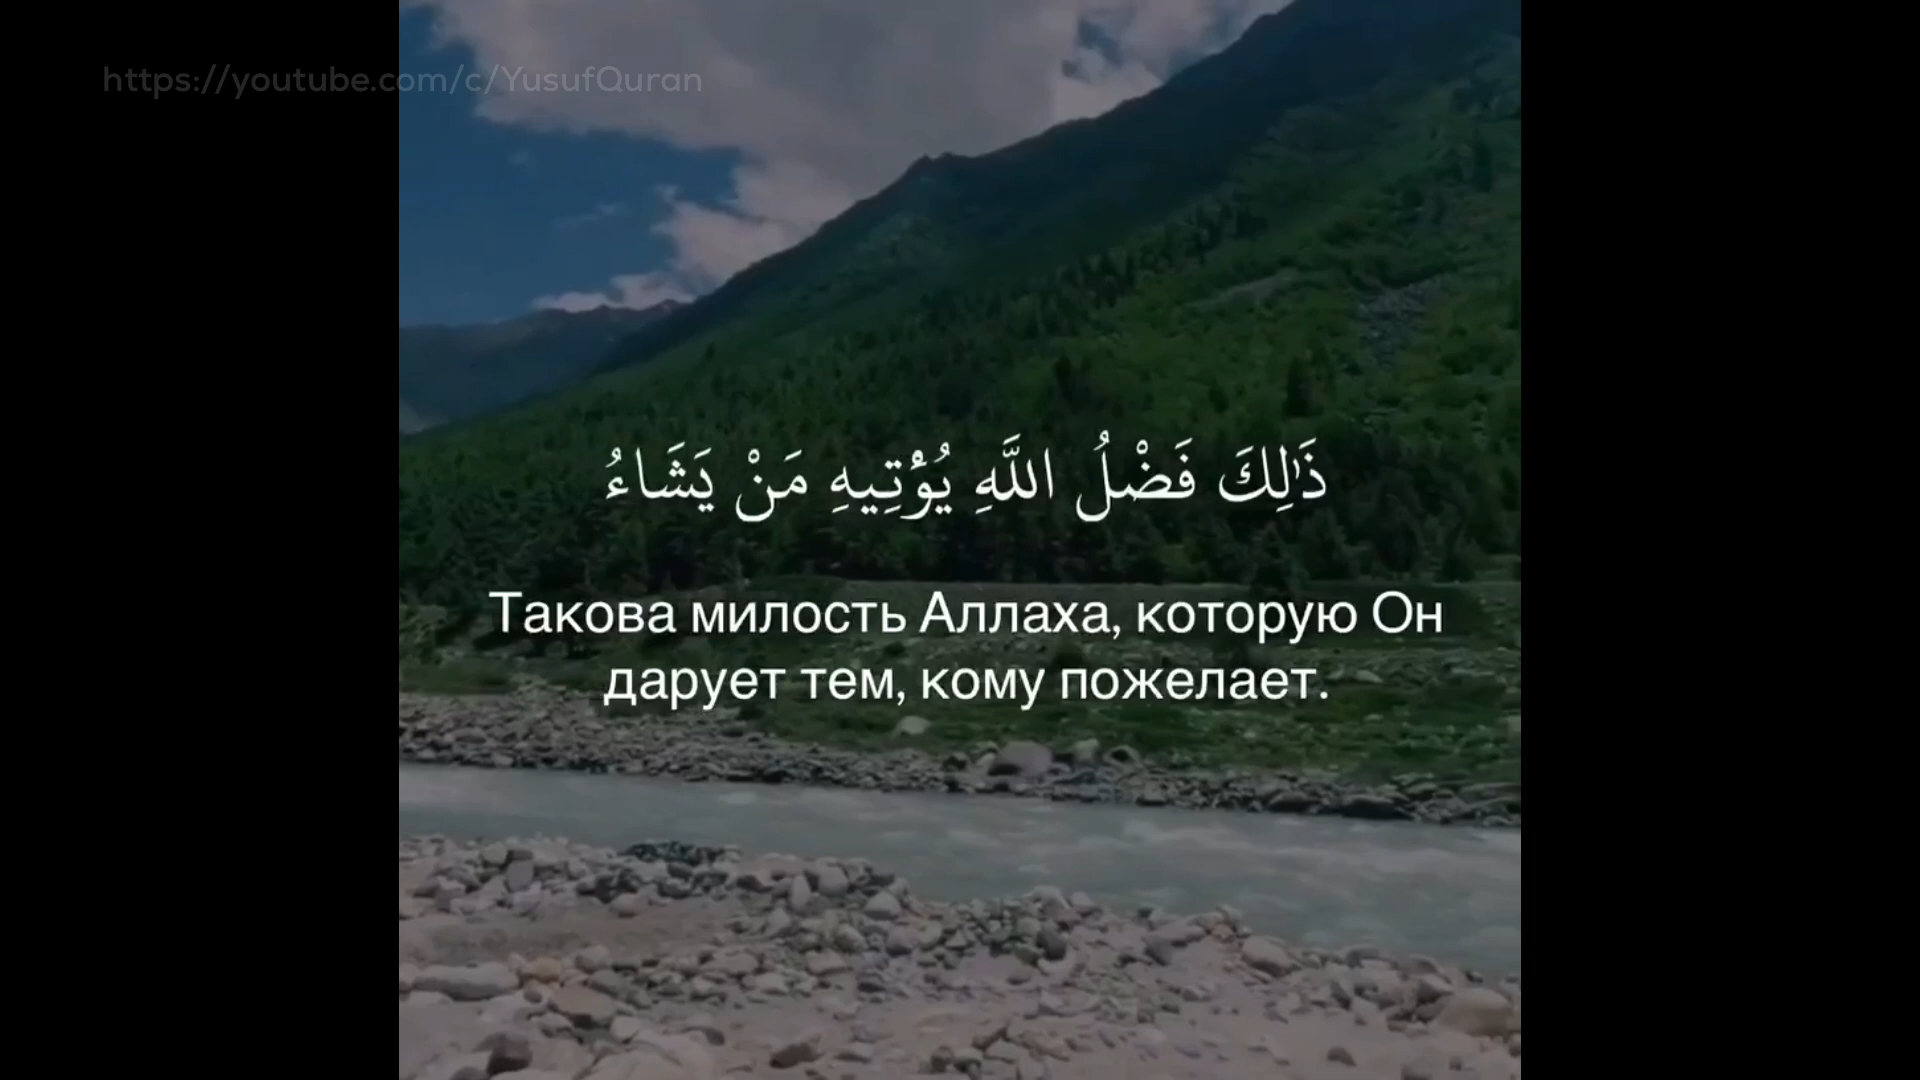 https://youtube.com/c/YusufQuran
ذَٰلِكَ فَضْلُ اللَّهِ يُؤْتِيهِ مَنْ يَشَاءُ
Такова милость Аллаха, которую Он
дарует тем, кому пожелает.